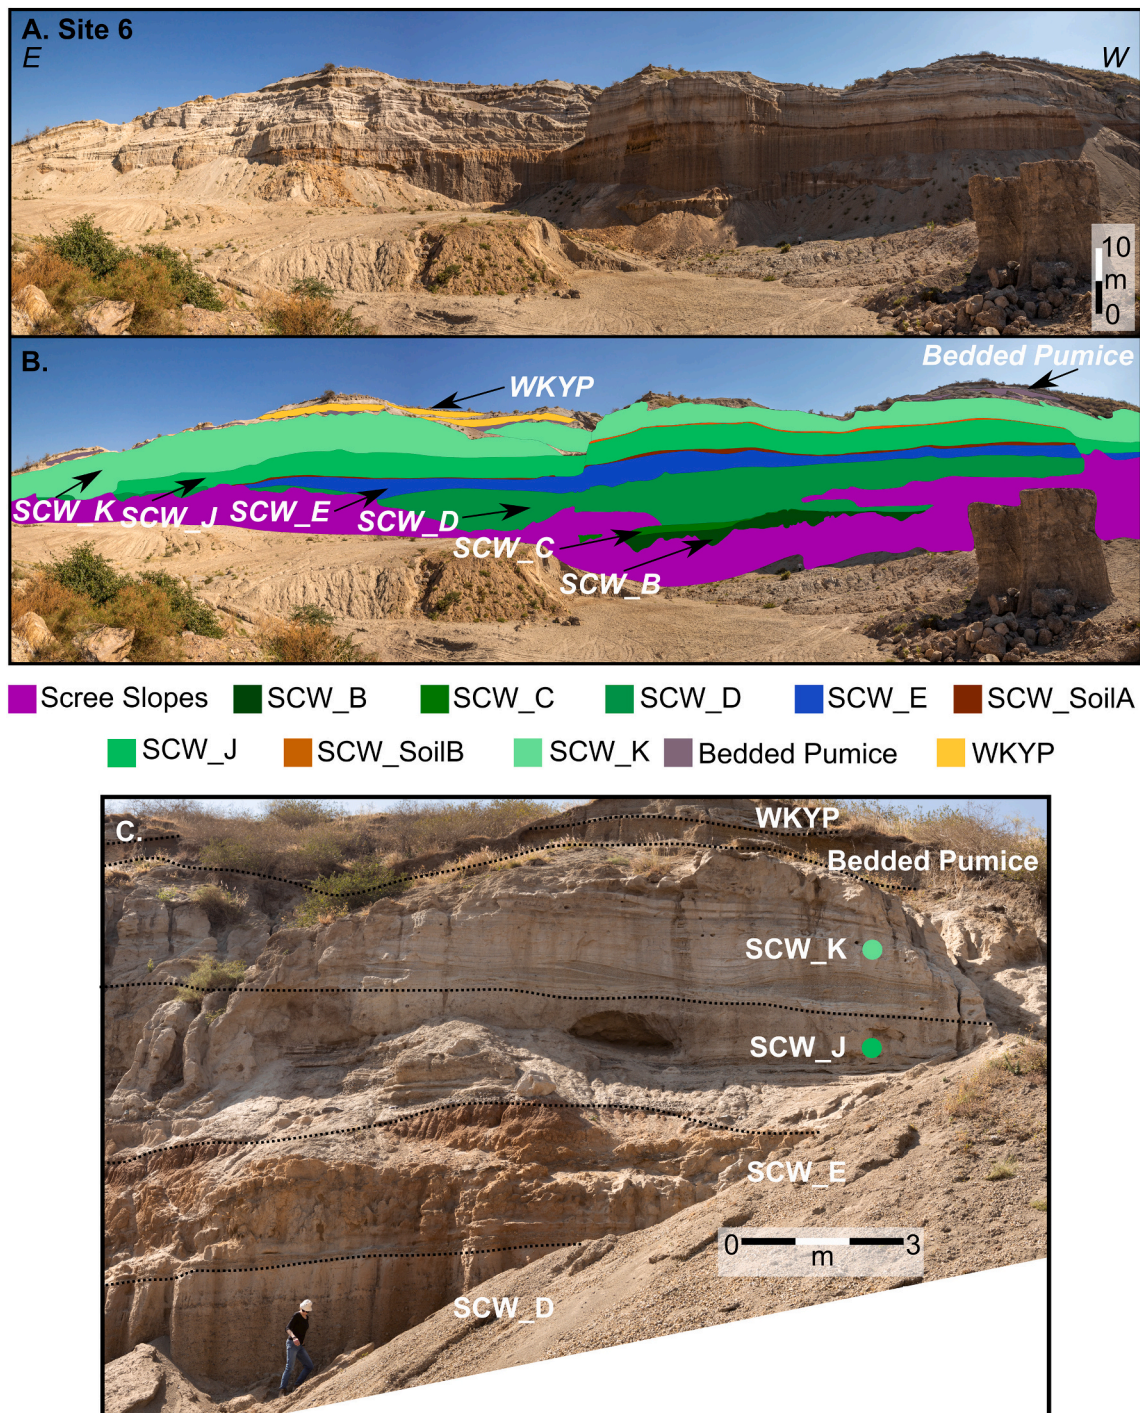 A. Site 6
E
W
10
m
0
B.
Bedded Pumice
WKYP
SCW_K
SCW_J
SCW_E
SCW_D
SCW_C
SCW_B
Scree Slopes
SCW_B
SCW_C
SCW_D
SCW_E
SCW_SoilA
SCW_J
SCW_SoilB
SCW_K
Bedded Pumice
WKYP
C.
WKYP
Bedded Pumice
SCW_K
SCW_J
SCW_E
0
3
m
SCW_D